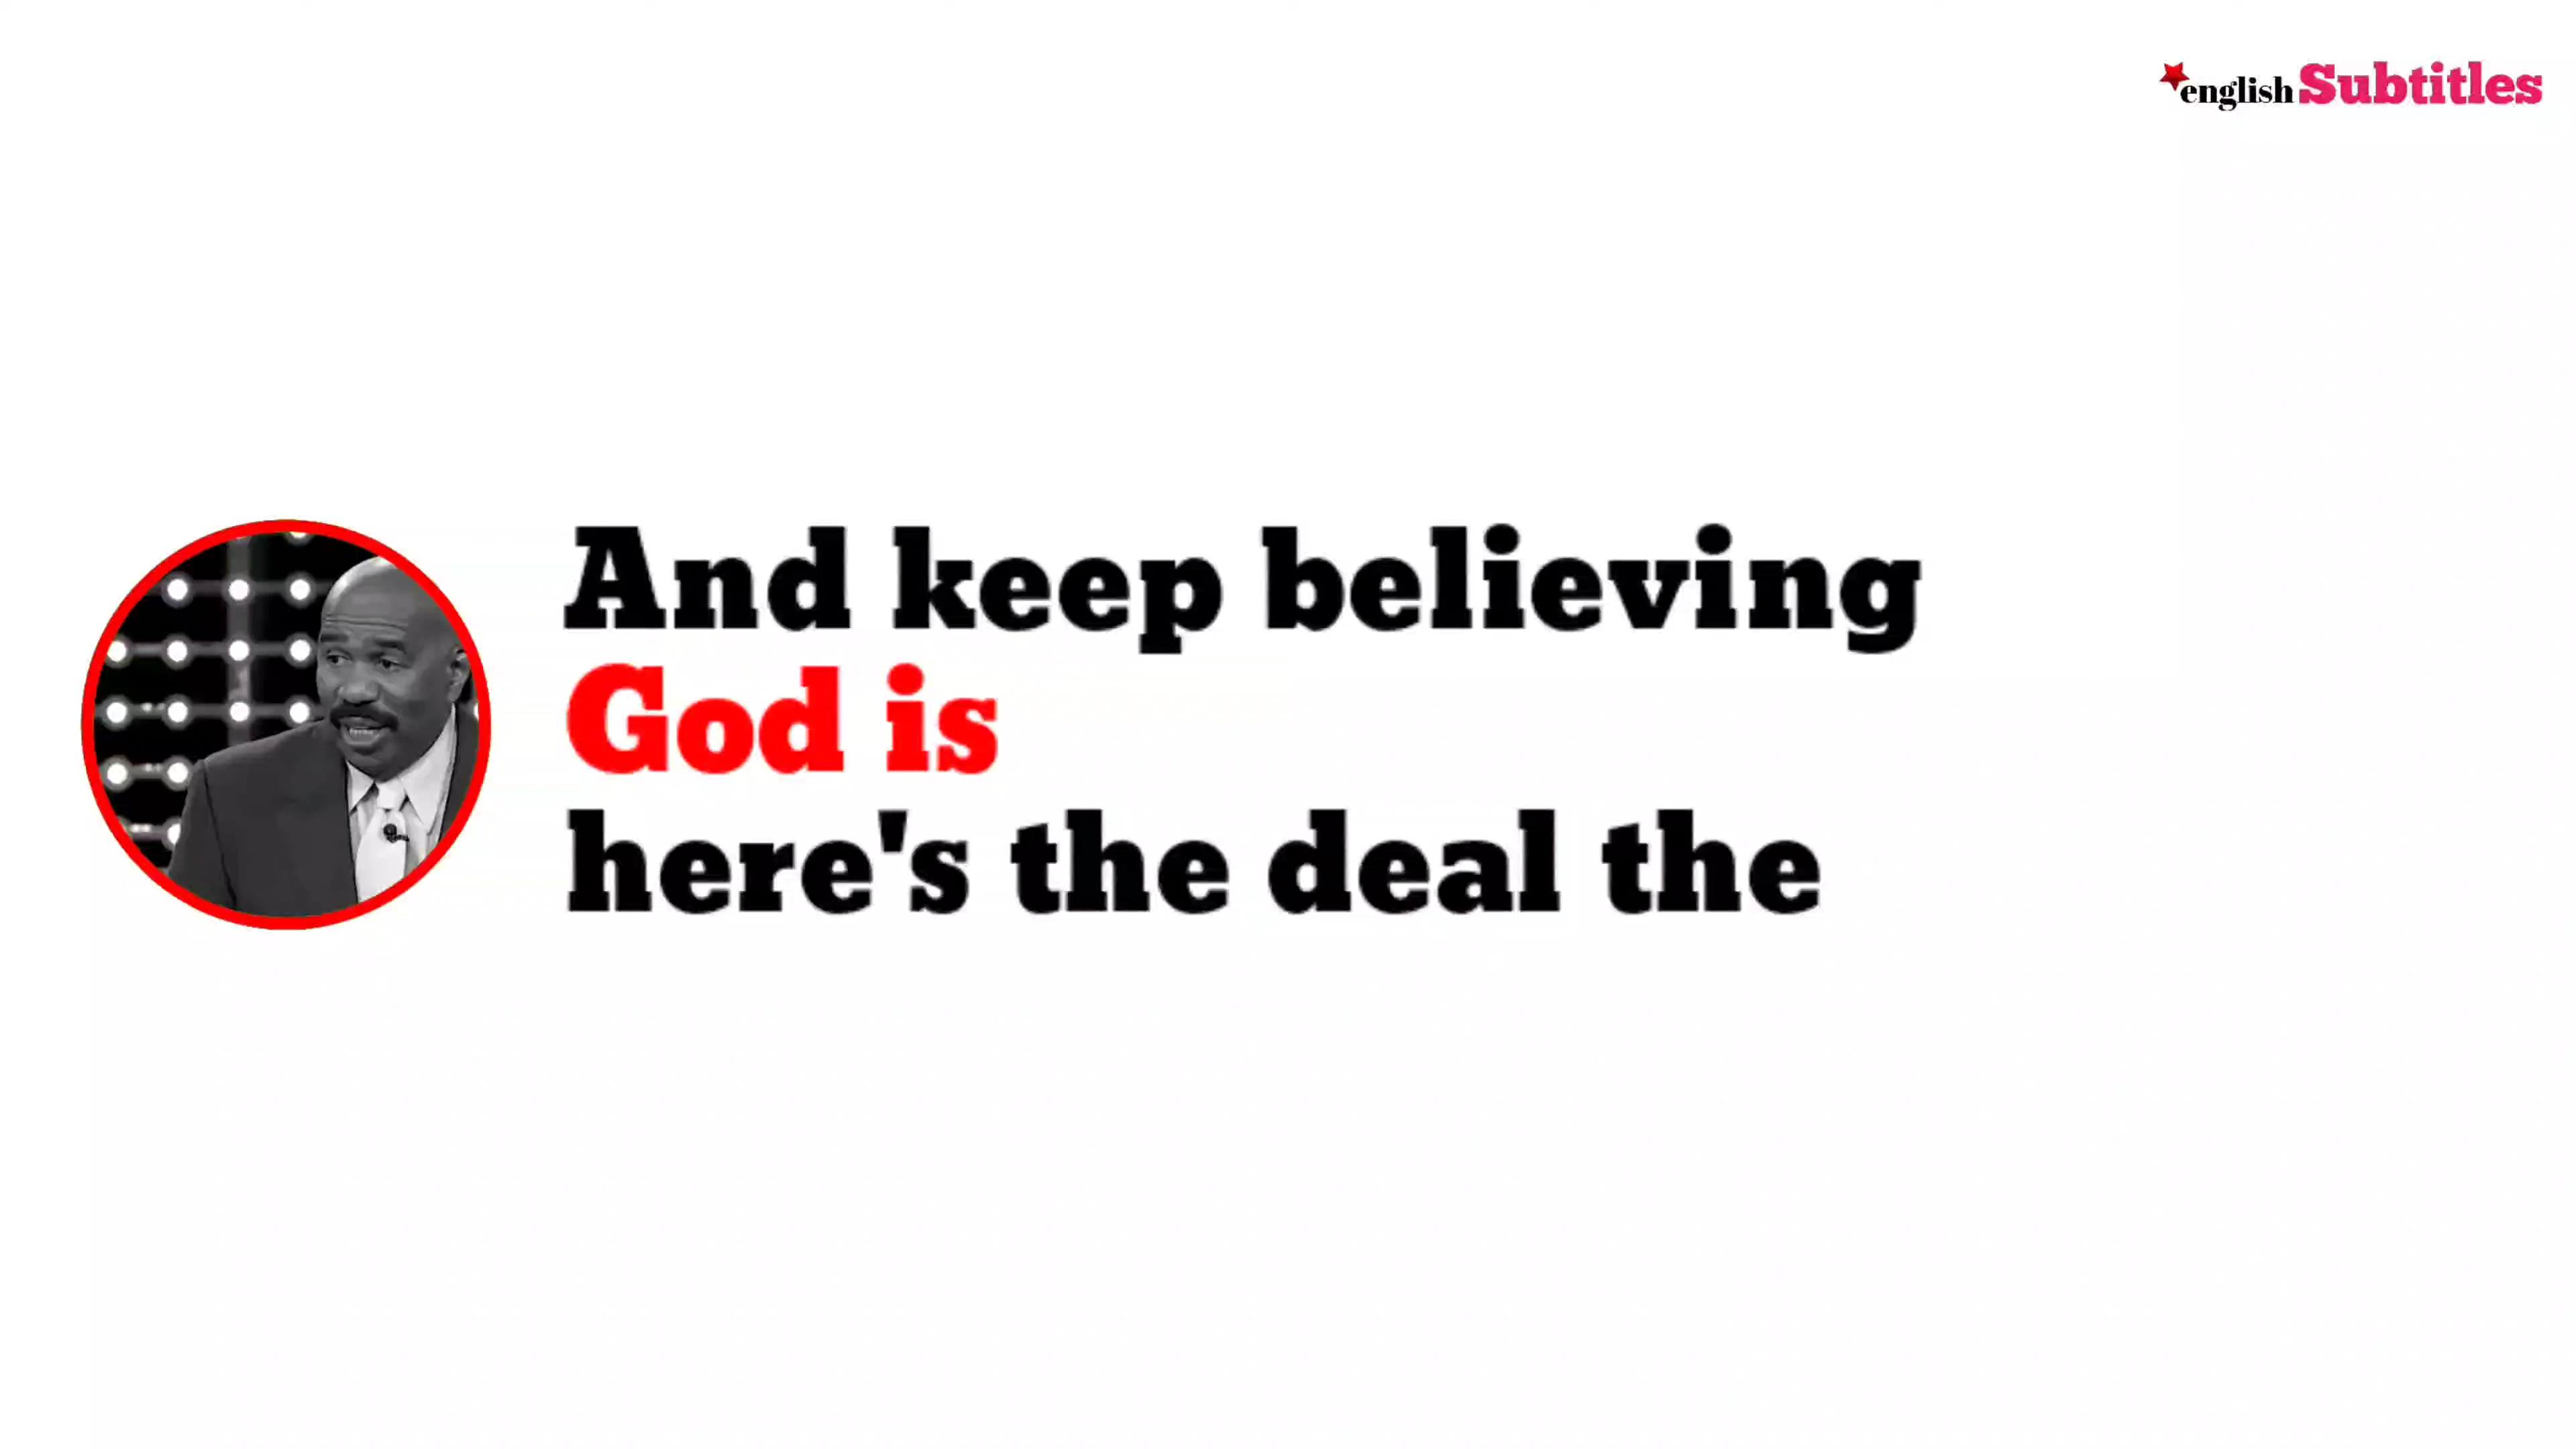 english Subtitles
And keep believing
God is
here's the deal the